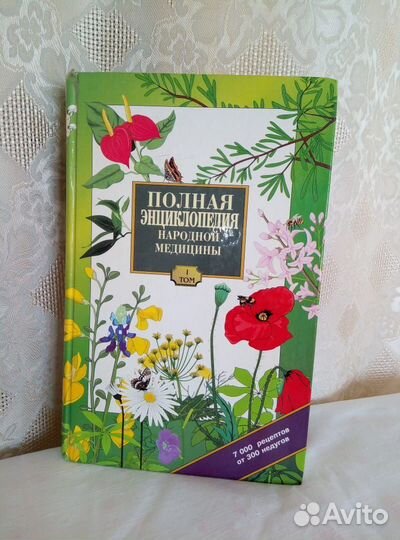 ПОЛНАЯ
ЭНЦИКЛОПЕДИЯ
НАРОДНОЙ
МЕДИЦИНЫ
I
ТОМ
7 000 рецептов
от 300 недугов
Avito